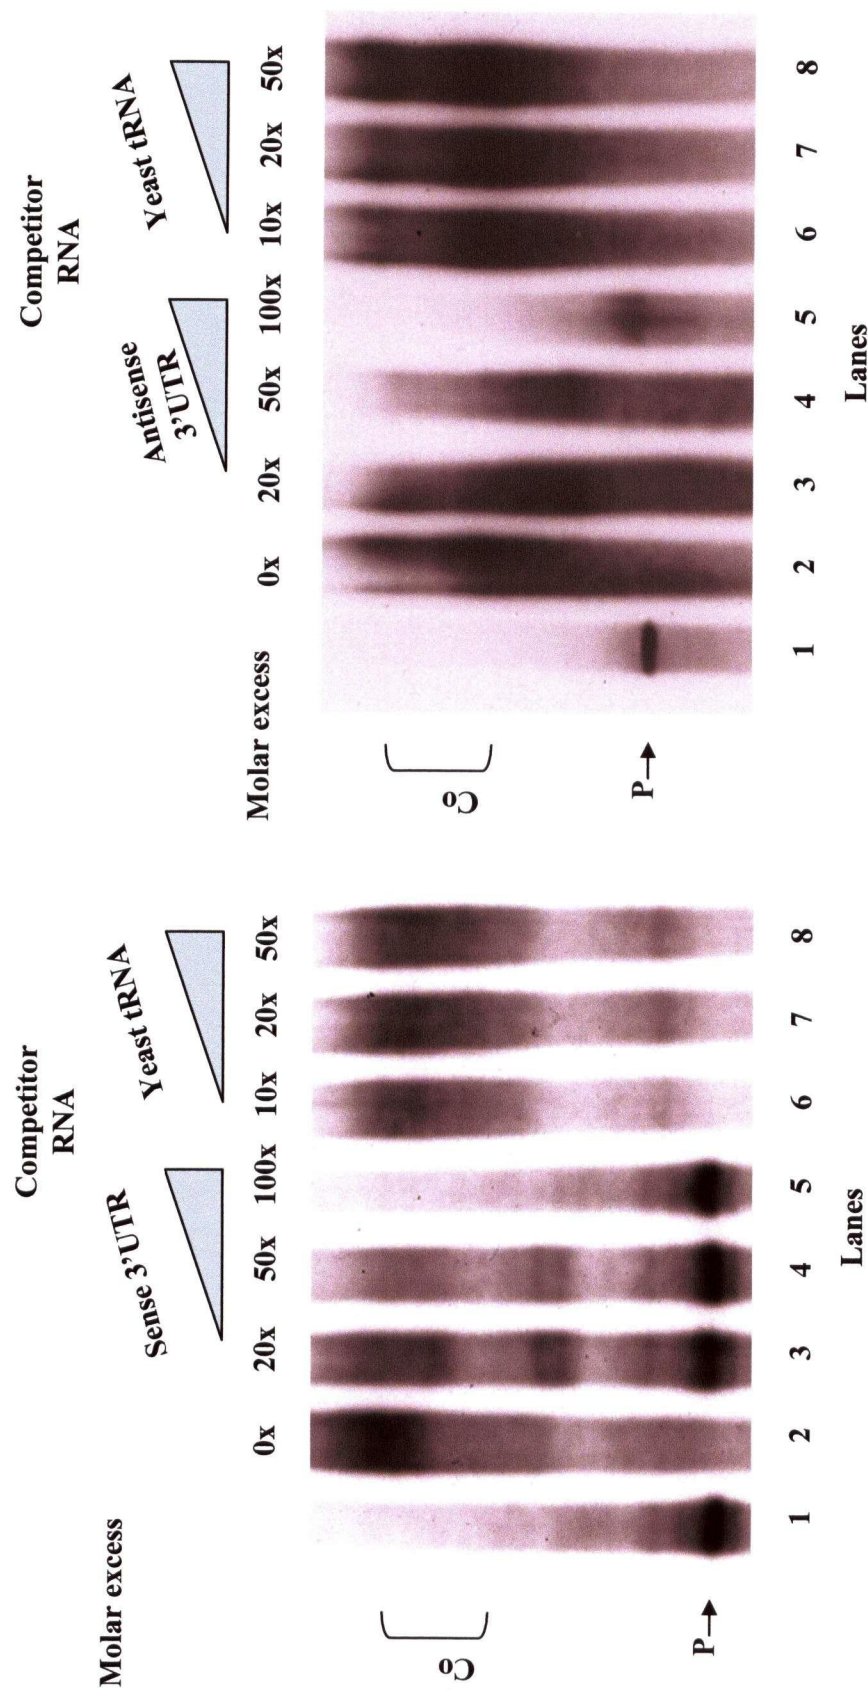 Competitor
RNA
Sense 3'UTR
Yeast tRNA
Molar excess
0x 20x 50x 100x 10x 20x 50x
Co
P→
1 2 3 4 5 6 7 8
Lanes
Competitor
RNA
Antisense
3'UTR
Yeast tRNA
Molar excess
0x 20x 50x 100x 10x 20x 50x
Co
P→
1 2 3 4 5 6 7 8
Lanes